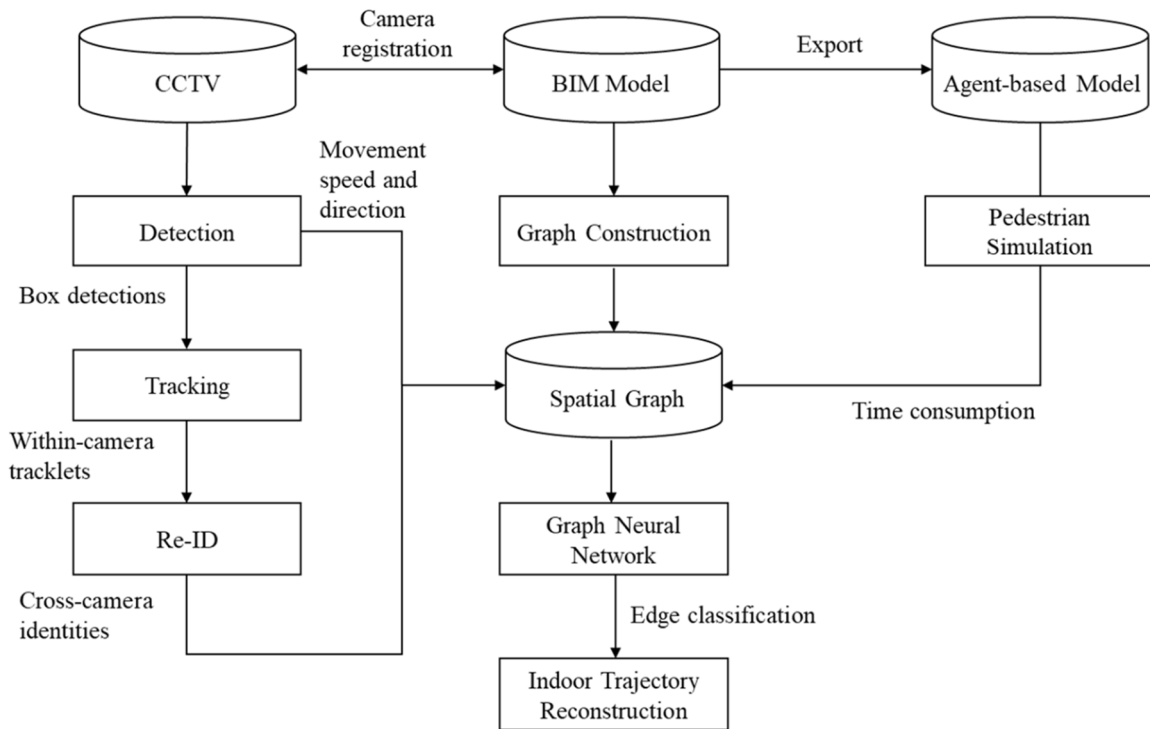 Camera
registration
Export
CCTV
BIM Model
Agent-based Model
Movement
speed and
direction
Detection
Graph Construction
Pedestrian
Simulation
Box detections
Tracking
Spatial Graph
Time consumption
Within-camera
tracklets
Re-ID
Graph Neural
Network
Cross-camera
identities
Edge classification
Indoor Trajectory
Reconstruction